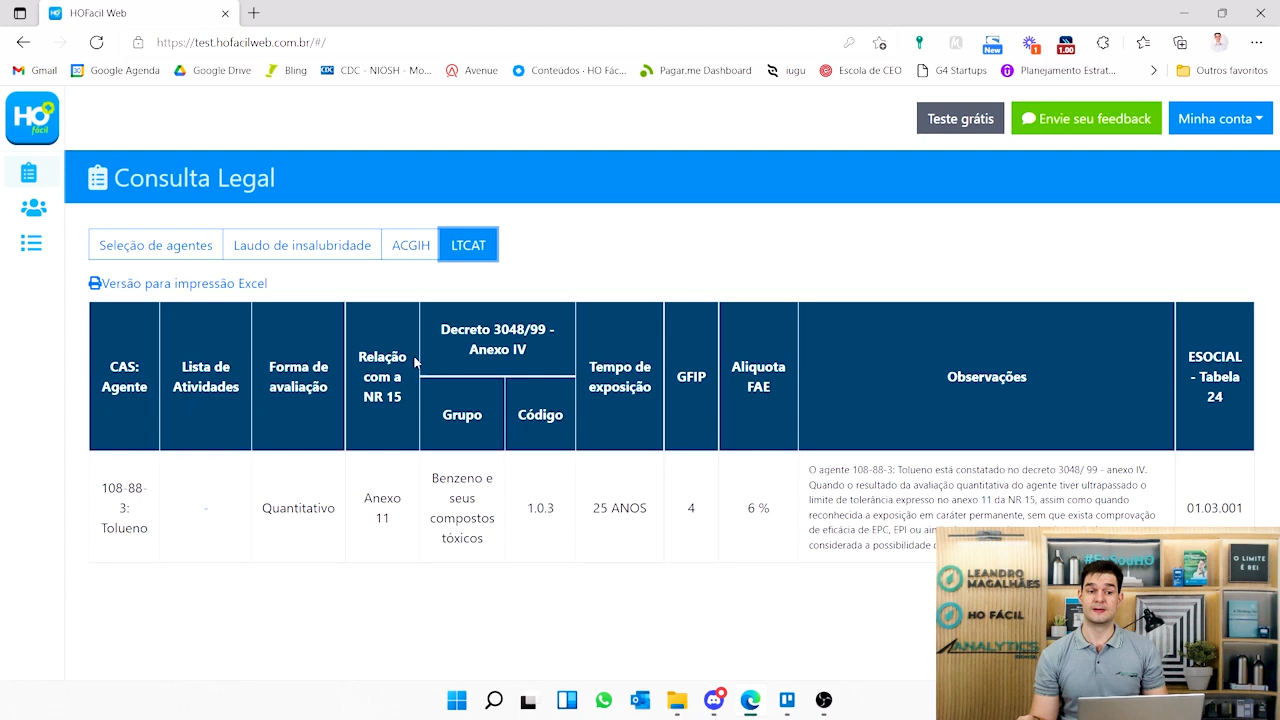 HOFacil Web
https://test.hofacilweb.com.br/#/
New
1
1.00
Gmail
Google Agenda
Google Drive
Bling
CDC - NIOSH - Mo...
Avenue
Conteúdos · HO Fác...
Pagar.me Dashboard
iugu
Escola de CEO
G4 Startups
Planejamento Estrat...
Outros favoritos
HO
fácil
Teste grátis
Envie seu feedback
Minha conta
Consulta Legal
Seleção de agentes
Laudo de insalubridade
ACGIH
LTCAT
Versão para impressão Excel
CAS:
Agente
Lista de
Atividades
Forma de
avaliação
Relação
com a
NR 15
Decreto 3048/99 -
Anexo IV
Grupo
Código
Tempo de
exposição
GFIP
Aliquota
FAE
Observações
ESOCIAL
- Tabela
24
108-88-
3:
Tolueno
-
Quantitativo
Anexo
11
Benzeno e
seus
compostos
tóxicos
1.0.3
25 ANOS
4
6 %
O agente 108-88-3: Tolueno está constatado no decreto 3048/ 99 - anexo IV.
Quando o resultado da avaliação quantitativa do agente tiver ultrapassado o
limite de tolerância expresso no anexo 11 da NR 15, assim como quando
reconhecida a exposição em caráter permanente, sem que exista comprovação
de eficácia de EPC, EPI ou ain
considerada a possibilidade
01.03.001
#EuSouHO
O LIMITE
É REI
LEANDRO
MAGALHÃES
HO FÁCIL
ANALYTICS